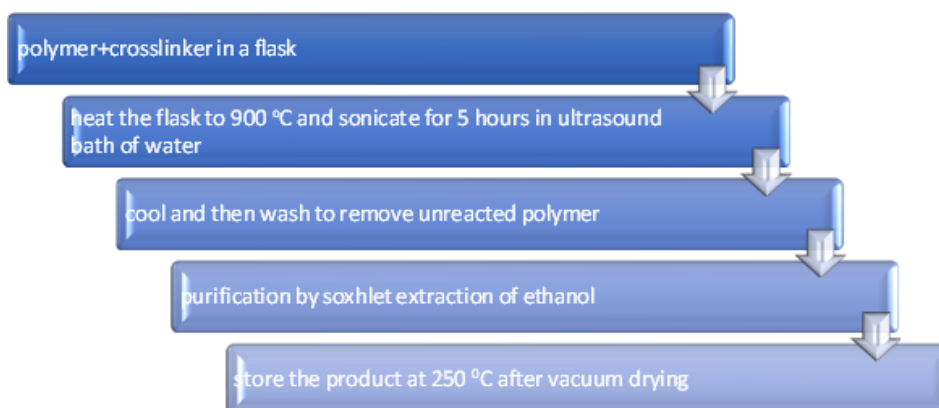 polymer+crosslinker in a flask
heat the flask to 900 ⁰C and sonicate for 5 hours in ultrasound
bath of water
cool and then wash to remove unreacted polymer
purification by soxhlet extraction of ethanol
store the product at 250 ⁰C after vacuum drying